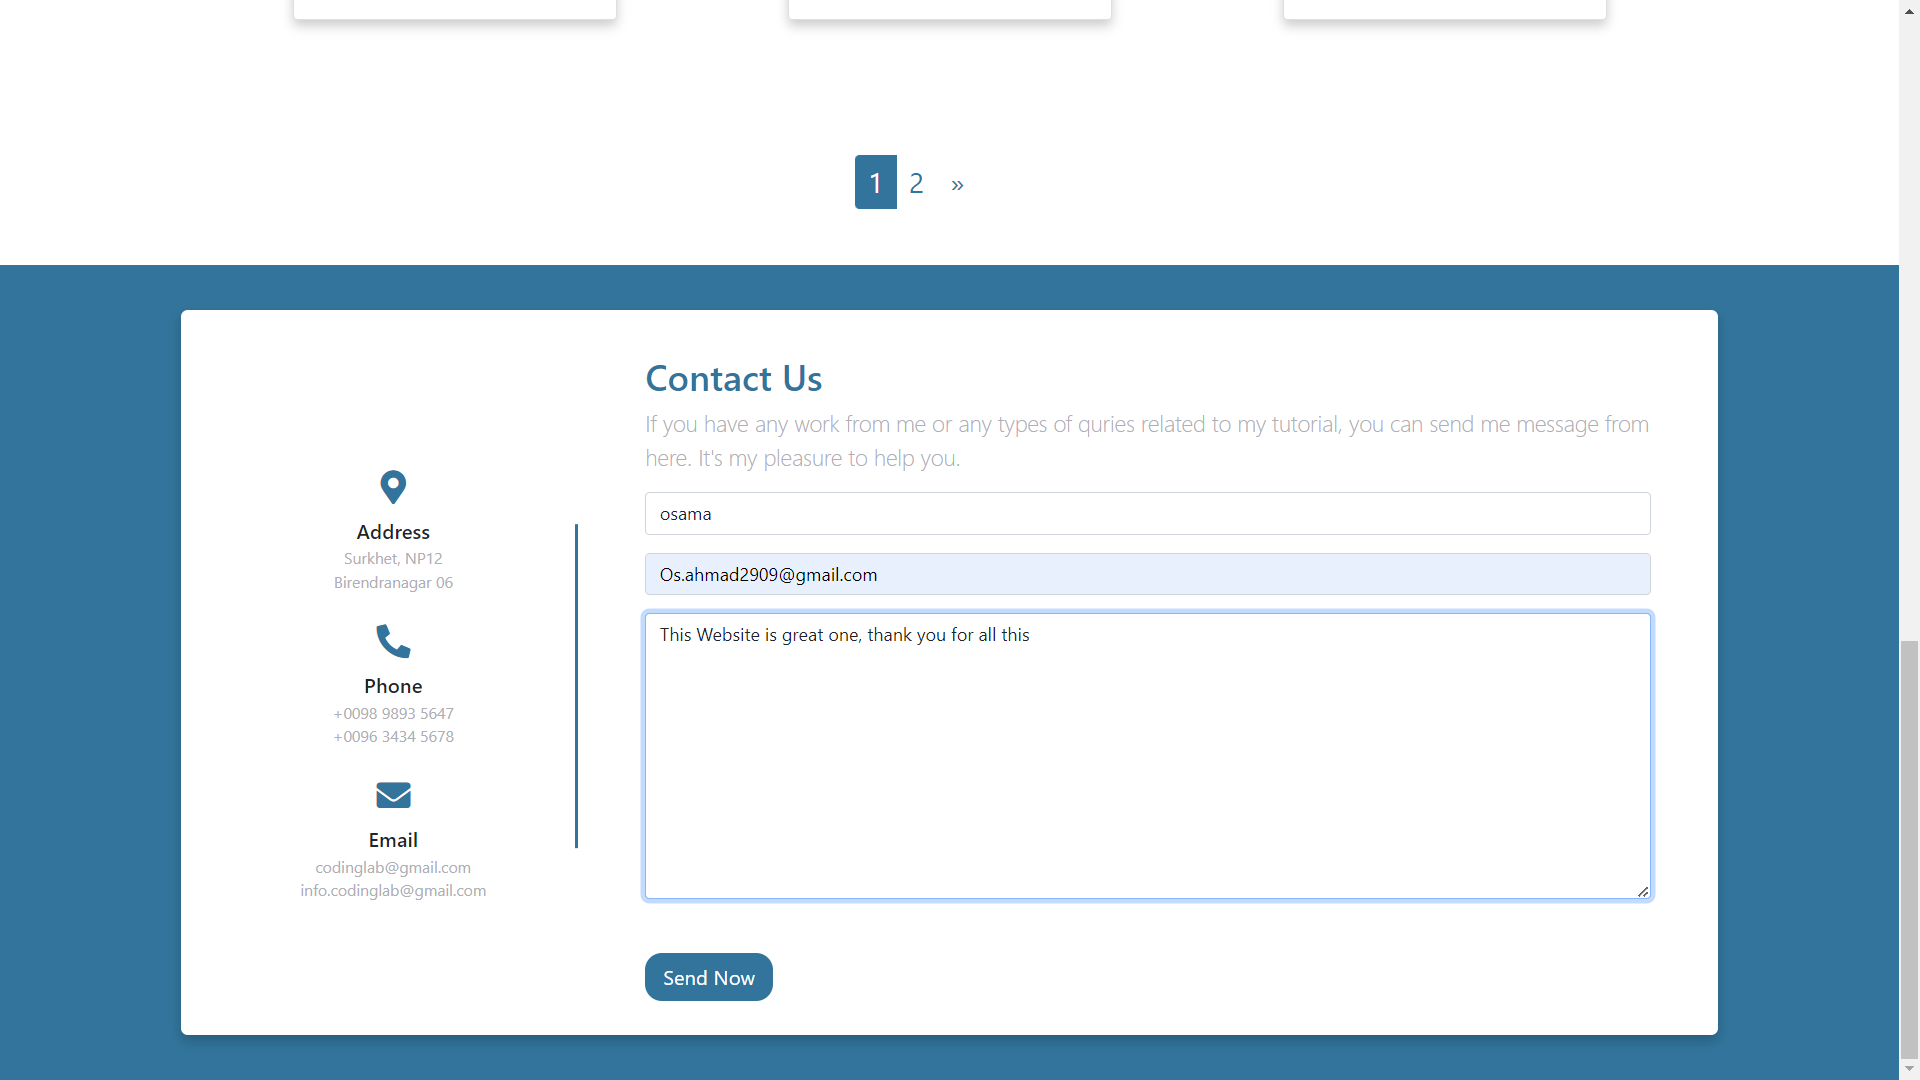 1 2 »
Contact Us
If you have any work from me or any types of quries related to my tutorial, you can send me message from
here. It's my pleasure to help you.
Address
Surkhet, NP12
Birendranagar 06
Phone
+0098 9893 5647
+0096 3434 5678
Email
codinglab@gmail.com
info.codinglab@gmail.com
osama
Os.ahmad2909@gmail.com
This Website is great one, thank you for all this
Send Now